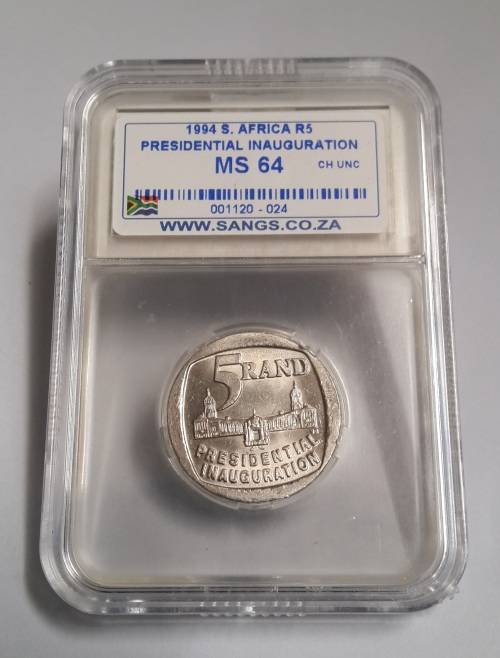 1994 S. AFRICA R5
PRESIDENTIAL INAUGURATION
MS 64 CH UNC
001120 - 024
WWW.SANGS.CO.ZA
5 RAND
PRESIDENTIAL
INAUGURATION